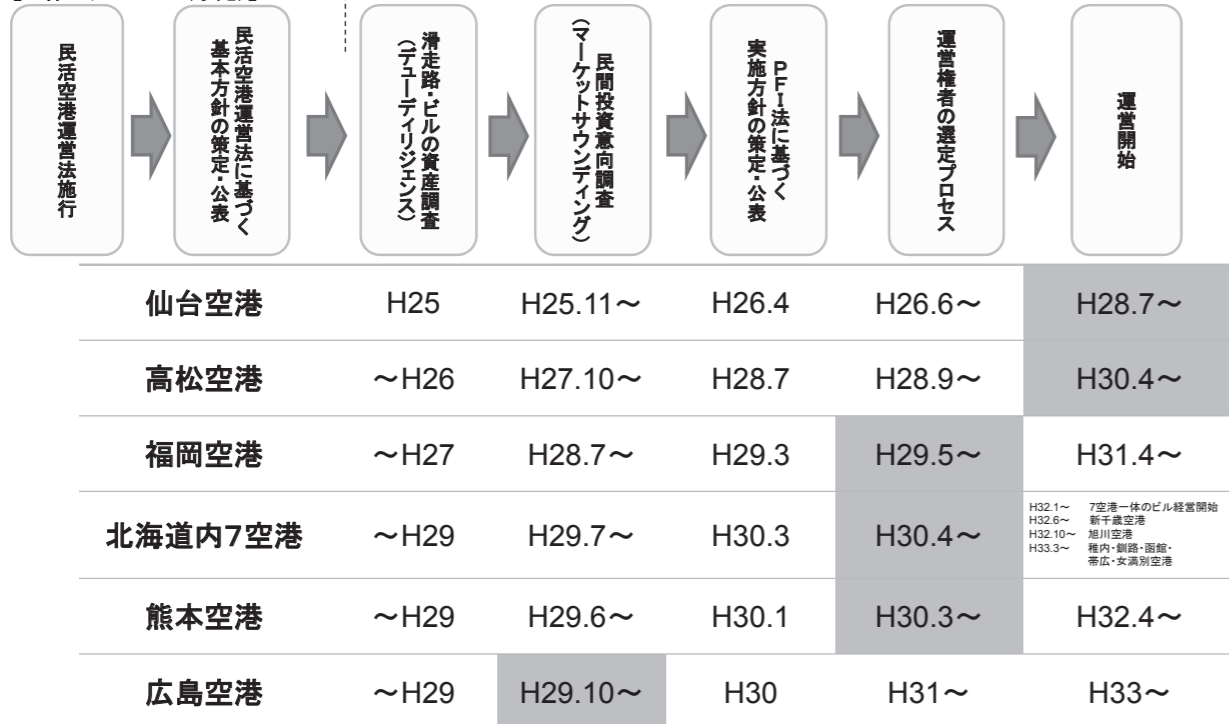 民活空港運営法施行
民活空港運営法に基づく
基本方針の策定・公表
滑走路・ビルの資産調査
(デューディリジェンス)
民間投資意向調査
(マーケットサウンディング)
PFI法に基づく
実施方針の策定・公表
運営権者の選定プロセス
運営開始
仙台空港 H25 H25.11~ H26.4 H26.6~ H28.7~
高松空港 ~H26 H27.10~ H28.7 H28.9~ H30.4~
福岡空港 ~H27 H28.7~ H29.3 H29.5~ H31.4~
北海道内7空港 ~H29 H29.7~ H30.3 H30.4~
H32.1~ 7空港一体のビル経営開始
H32.6~ 新千歳空港
H32.10~ 旭川空港
H33.3~ 稚内・釧路・函館・
帯広・女満別空港
熊本空港 ~H29 H29.6~ H30.1 H30.3~ H32.4~
広島空港 ~H29 H29.10~ H30 H31~ H33~